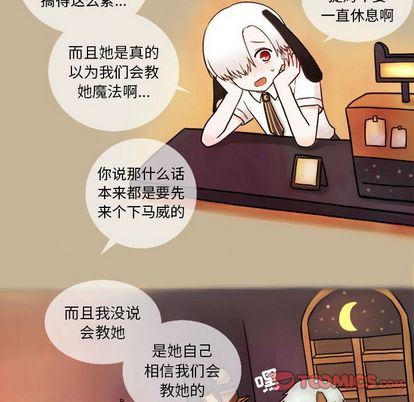 搞得这么累...
一直休息啊
而且她是真的
以为我们会教
她魔法啊...
你说那什么话
本来都是要先
来个下马威的
而且我没说
会教她
是她自己
相信我们会
教她的
嘿
TOOMICS.COM